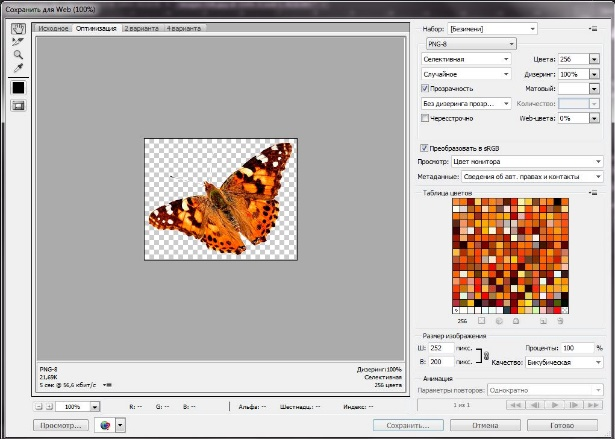 Сохранить для Web (100%)
Исходное Оптимизация 2 варианта 4 варианта
Набор: [Безимени]
PNG-8
Селективная Цвета: 256
Случайное Дизеринг: 100%
Прозрачность Матовый:
Без дизеринга прозр... Количество:
Чересстрочно Web-цвета: 0%
Преобразовать в sRGB
Просмотр: Цвет монитора
Метаданные: Сведения об авт. правах и контакты
Таблица цветов
256
Размер изображения
Ш: 252 пикс. Проценты: 100 %
В: 200 пикс. Качество: Бикубическая
Анимация
Параметры повторов: Однократно
1 из 1
PNG-8 Дизеринг:100%
21,69K Селективная
5 сек @ 56,6 кбит/с 256 цвета
100% R: -- G: -- B: -- Альфа: -- Шестнадц.: -- Индекс: --
Просмотр... Сохранить... Отмена Готово